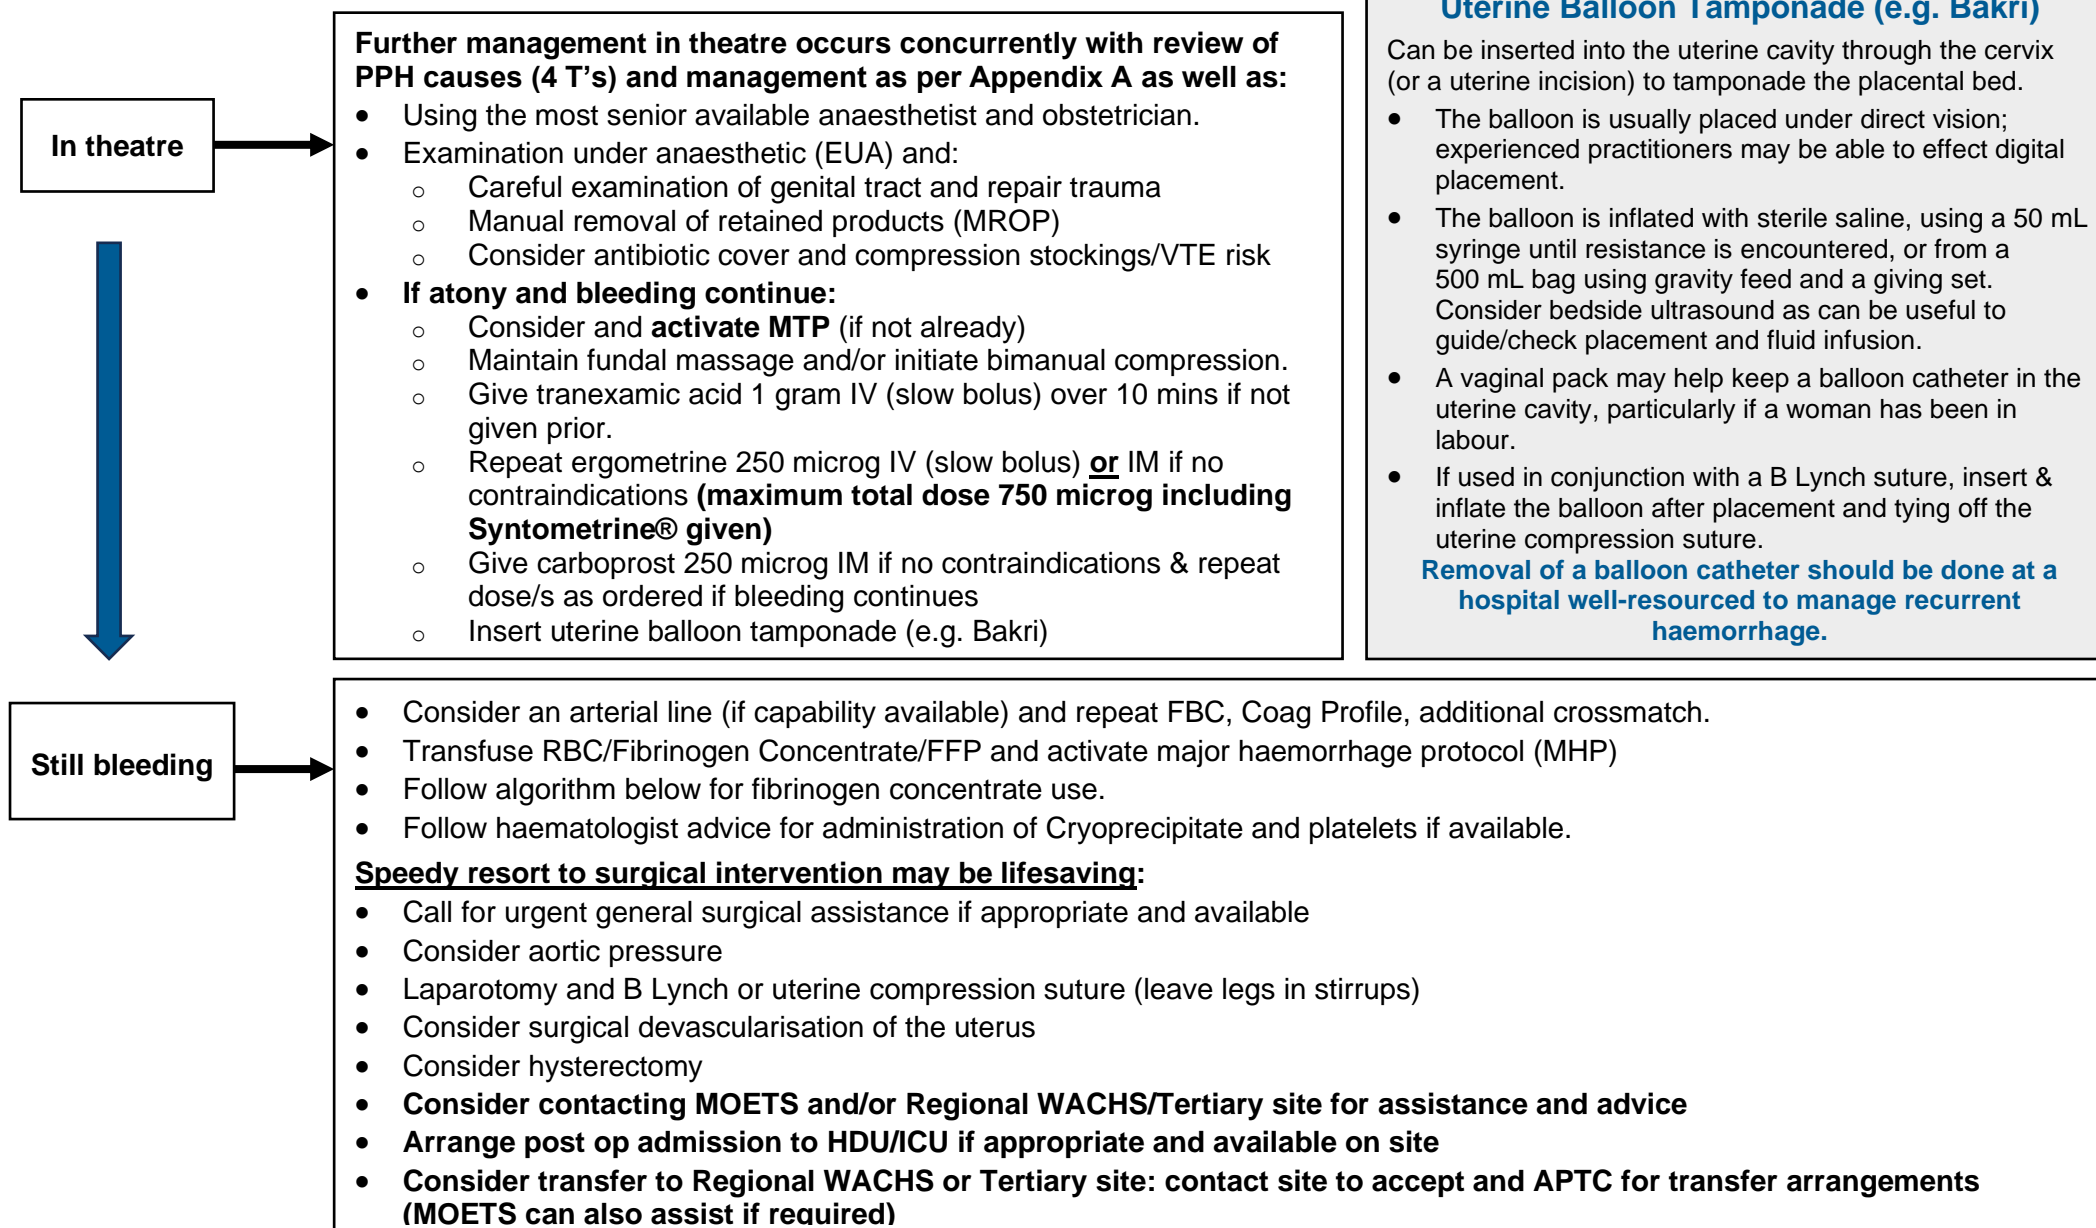 In theatre
Further management in theatre occurs concurrently with review of
PPH causes (4 T's) and management as per Appendix A as well as:
• Using the most senior available anaesthetist and obstetrician.
• Examination under anaesthetic (EUA) and:
o Careful examination of genital tract and repair trauma
o Manual removal of retained products (MROP)
o Consider antibiotic cover and compression stockings/VTE risk
• If atony and bleeding continue:
o Consider and activate MTP (if not already)
o Maintain fundal massage and/or initiate bimanual compression.
o Give tranexamic acid 1 gram IV (slow bolus) over 10 mins if not
given prior.
o Repeat ergometrine 250 microg IV (slow bolus) or IM if no
contraindications (maximum total dose 750 microg including
Syntometrine® given)
o Give carboprost 250 microg IM if no contraindications & repeat
dose/s as ordered if bleeding continues
o Insert uterine balloon tamponade (e.g. Bakri)
Uterine Balloon Tamponade (e.g. Bakri)
Can be inserted into the uterine cavity through the cervix
(or a uterine incision) to tamponade the placental bed.
• The balloon is usually placed under direct vision;
experienced practitioners may be able to effect digital
placement.
• The balloon is inflated with sterile saline, using a 50 mL
syringe until resistance is encountered, or from a
500 mL bag using gravity feed and a giving set.
Consider bedside ultrasound as can be useful to
guide/check placement and fluid infusion.
• A vaginal pack may help keep a balloon catheter in the
uterine cavity, particularly if a woman has been in
labour.
• If used in conjunction with a B Lynch suture, insert &
inflate the balloon after placement and tying off the
uterine compression suture.
Removal of a balloon catheter should be done at a
hospital well-resourced to manage recurrent
haemorrhage.
Still bleeding
• Consider an arterial line (if capability available) and repeat FBC, Coag Profile, additional crossmatch.
• Transfuse RBC/Fibrinogen Concentrate/FFP and activate major haemorrhage protocol (MHP)
• Follow algorithm below for fibrinogen concentrate use.
• Follow haematologist advice for administration of Cryoprecipitate and platelets if available.
Speedy resort to surgical intervention may be lifesaving:
• Call for urgent general surgical assistance if appropriate and available
• Consider aortic pressure
• Laparotomy and B Lynch or uterine compression suture (leave legs in stirrups)
• Consider surgical devascularisation of the uterus
• Consider hysterectomy
• Consider contacting MOETS and/or Regional WACHS/Tertiary site for assistance and advice
• Arrange post op admission to HDU/ICU if appropriate and available on site
• Consider transfer to Regional WACHS or Tertiary site: contact site to accept and APTC for transfer arrangements
(MOETS can also assist if required)